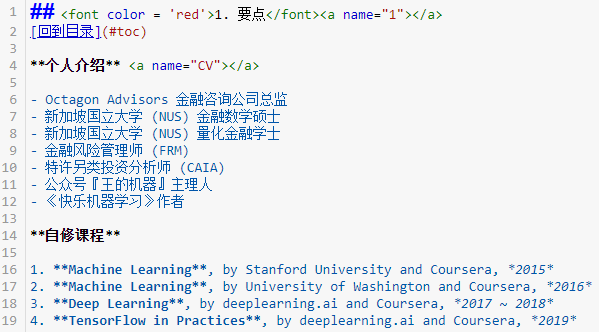 1 ## <font color = 'red'>1. 要点</font><a name="1"></a>
2 [回到目录](#toc)
3
4 **个人介绍** <a name="CV"></a>
5
6 - Octagon Advisors 金融咨询公司总监
7 - 新加坡国立大学 (NUS) 金融数学硕士
8 - 新加坡国立大学 (NUS) 量化金融学士
9 - 金融风险管理师 (FRM)
10 - 特许另类投资分析师 (CAIA)
11 - 公众号『王的机器』主理人
12 - 《快乐机器学习》作者
13
14 **自修课程**
15
16 1. **Machine Learning**, by Stanford University and Coursera, *2015*
17 2. **Machine Learning**, by University of Washington and Coursera, *2016*
18 3. **Deep Learning**, by deeplearning.ai and Coursera, *2017 ~ 2018*
19 4. **TensorFlow in Practices**, by deeplearning.ai and Coursera, *2019*